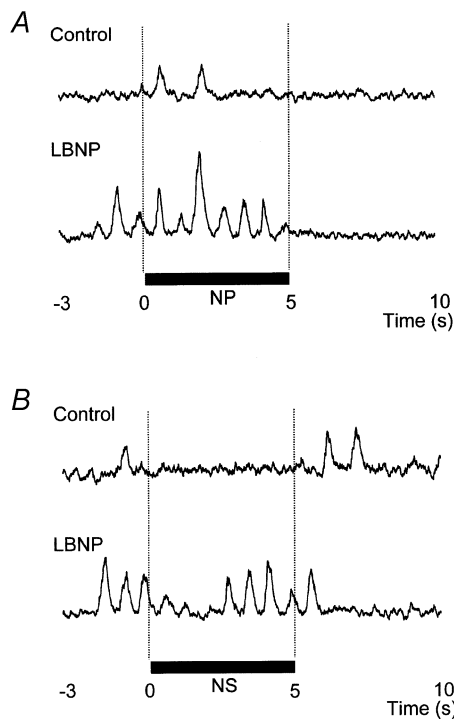 A
Control
LBNP
NP
-3 0 5 10
Time (s)
B
Control
LBNP
NS
-3 0 5 10
Time (s)